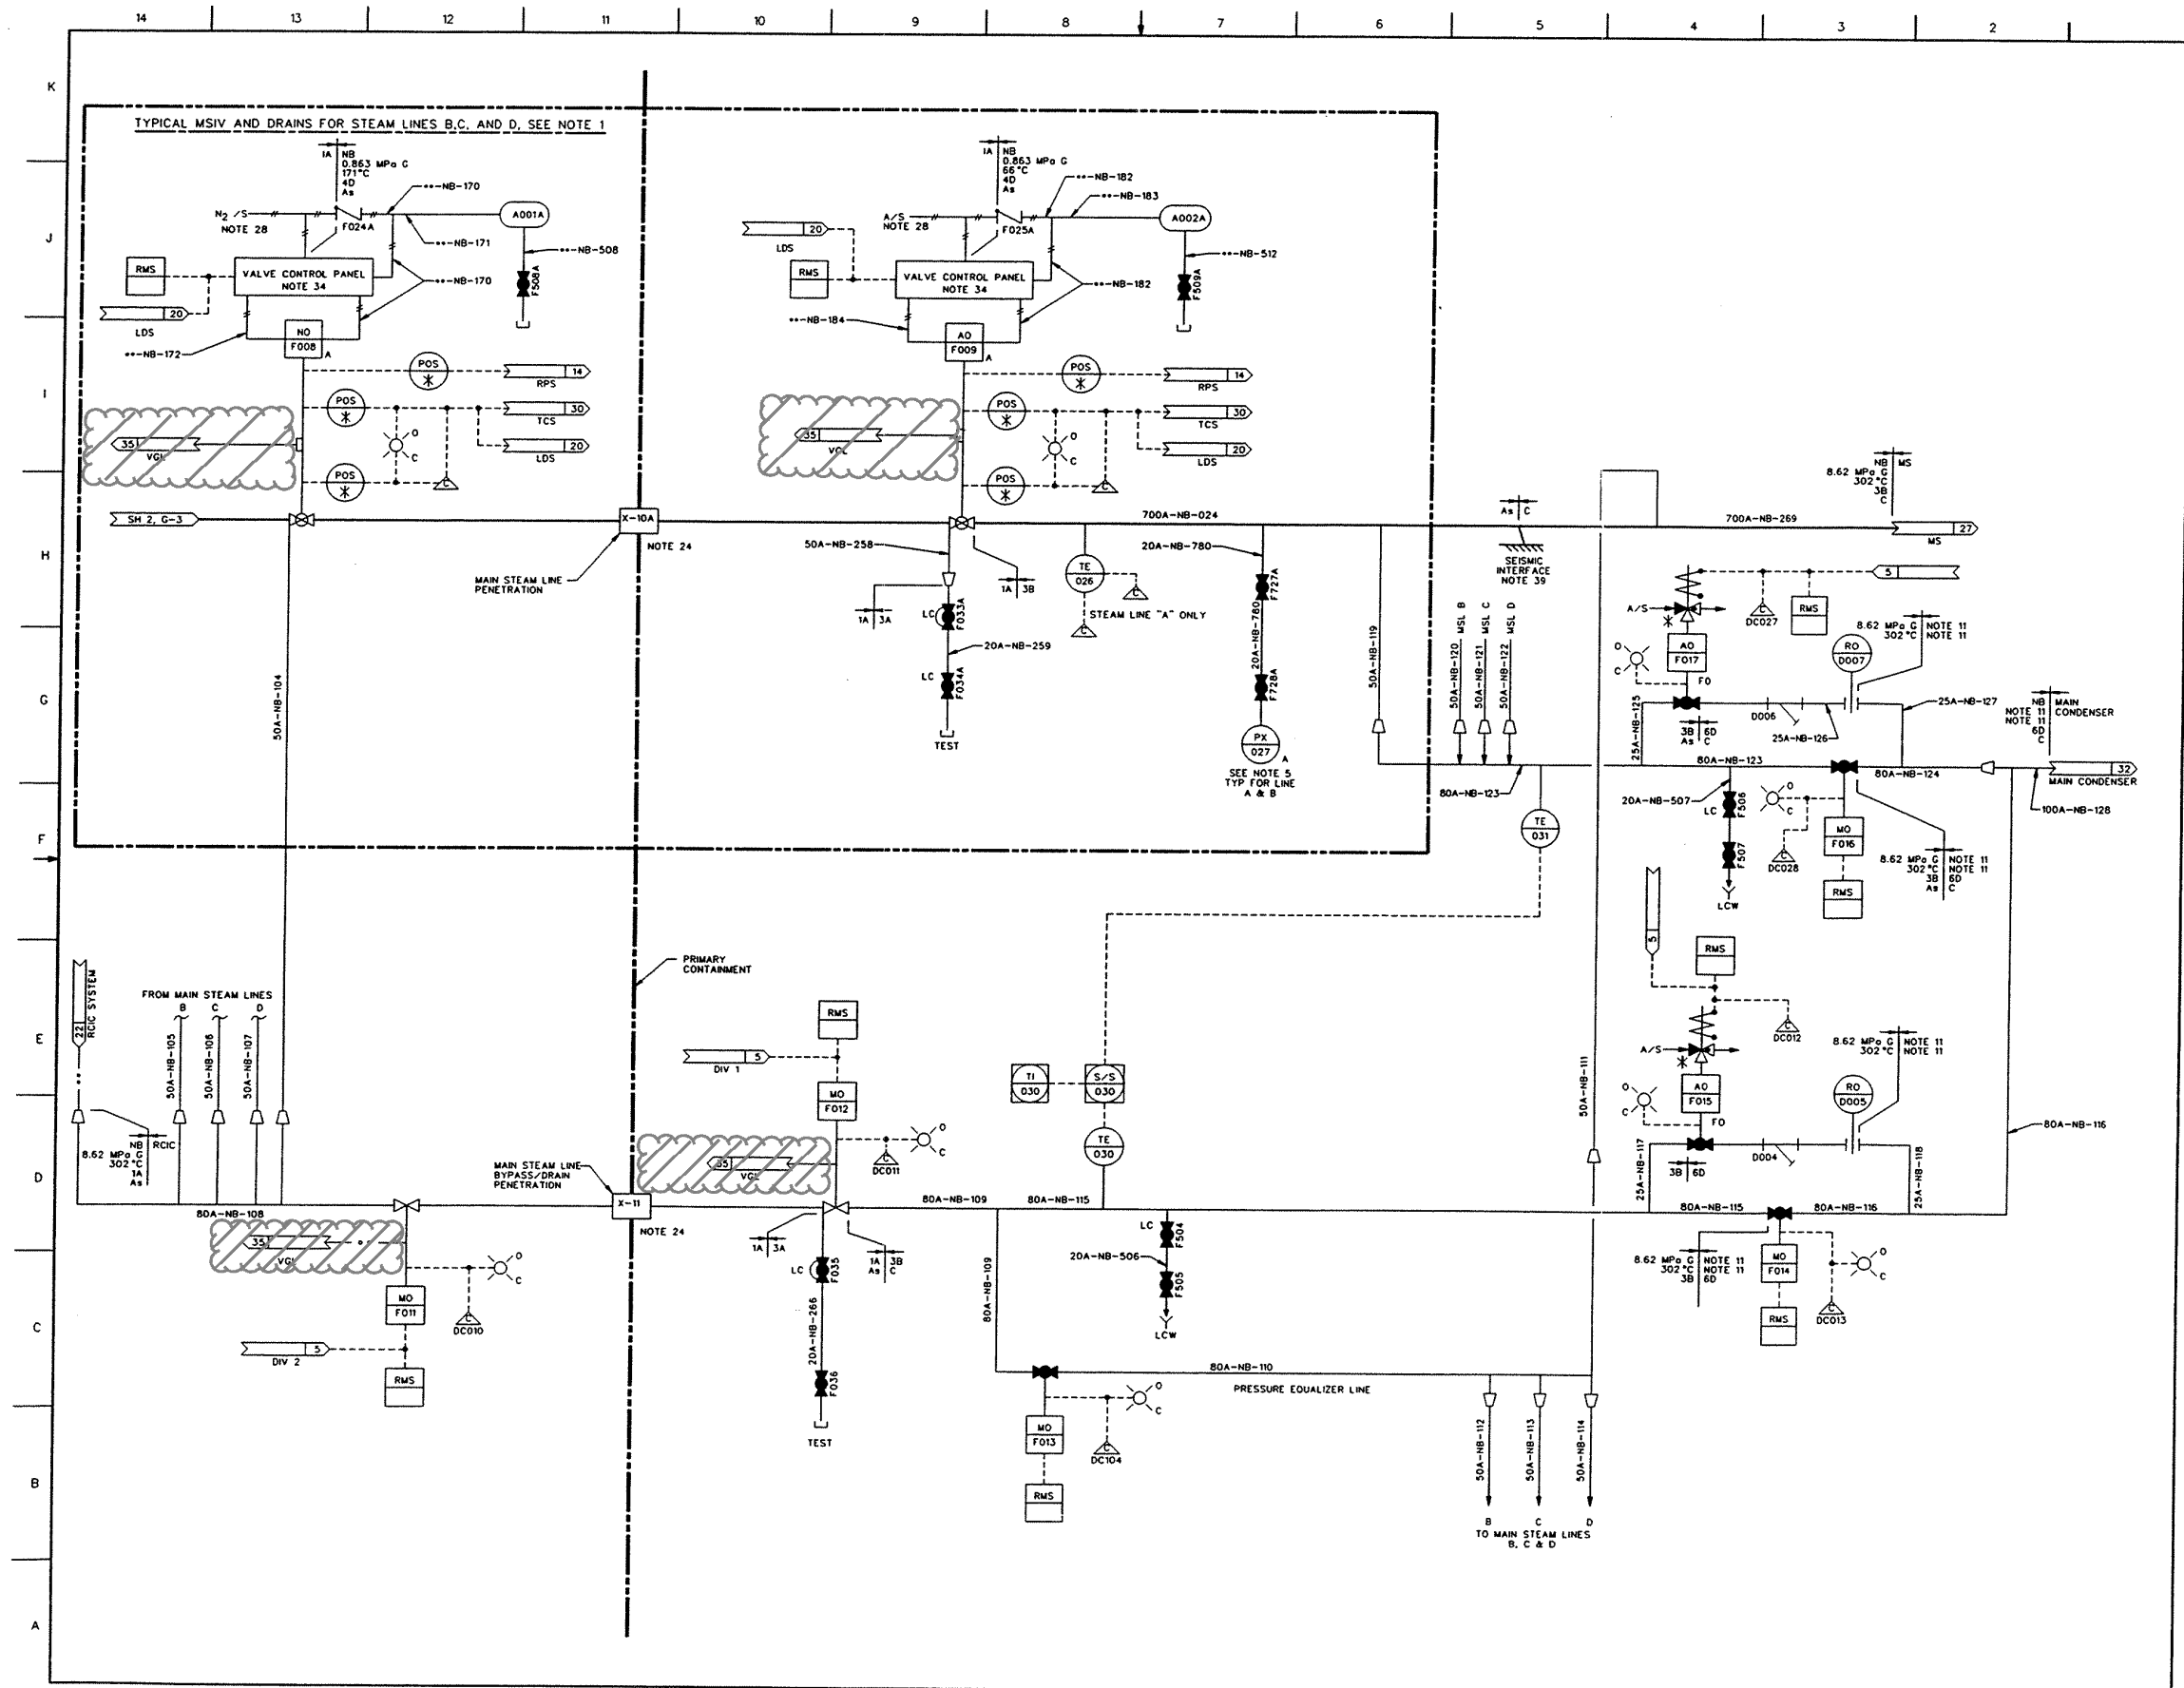 14 13 12 11 10 9 8 7 6 5 4 3 2
K
J
I
H
G
F
E
D
C
B
A
TYPICAL MSIV AND DRAINS FOR STEAM LINES B,C, AND D, SEE NOTE 1
IA NB
0.863 MPa G
171°C
4D
As
N2 /S
NOTE 28
F024A
***-NB-170
***-NB-171
A001A
***-NB-508
F508A
RMS
VALVE CONTROL PANEL
NOTE 34
***-NB-170
20
LDS
**-NB-172
NO
F008
A
POS
14
RPS
POS
30
TCS
O
C
20
LDS
35
VGL
POS
C
SH 2, G-3
X-10A
NOTE 24
MAIN STEAM LINE
PENETRATION
IA NB
0.863 MPa G
66°C
4D
As
A/S
NOTE 28
F025A
***-NB-182
***-NB-183
A002A
***-NB-512
F509A
20
LDS
RMS
VALVE CONTROL PANEL
NOTE 34
***-NB-182
**-NB-184
AO
F009
A
POS
14
RPS
POS
30
TCS
O
C
20
LDS
35
VGL
POS
C
700A-NB-024
50A-NB-258
1A 3A
1A 3B
LC
F033A
20A-NB-259
LC
F034A
TEST
TE
026
C
STEAM LINE "A" ONLY
C
20A-NB-780
F727A
20A-NB-780
F728A
PX
027
A
SEE NOTE 5
TYP FOR LINE
A & B
As C
SEISMIC
INTERFACE
NOTE 39
NB MS
8.62 MPa G
302°C
3B
C
700A-NB-269
27
MS
50A-NB-119
50A-NB-120 MSL B
50A-NB-121 MSL C
50A-NB-122 MSL D
5
A/S
C
DC027
RMS
8.62 MPa G NOTE 11
302°C NOTE 11
AO
F017
O
C
FO
RO
D007
25A-NB-125
3B 6D
As C
D006
25A-NB-126
25A-NB-127
NB MAIN
NOTE 11 CONDENSER
NOTE 11
6D
C
80A-NB-123
80A-NB-123
80A-NB-124
32
MAIN CONDENSER
100A-NB-128
20A-NB-507
LC
F506
F507
LCW
O
C
C
DC028
MO
F016
RMS
8.62 MPa G NOTE 11
302°C NOTE 11
3B 6D
As C
TE
031
50A-NB-104
PRIMARY
CONTAINMENT
22
RCIC SYSTEM
FROM MAIN STEAM LINES
B C D
50A-NB-105
50A-NB-106
50A-NB-107
NB RCIC
8.62 MPa G
302°C
1A
As
80A-NB-108
35
VGL
MO
F011
O
C
C
DC010
5
DIV 2
RMS
MAIN STEAM LINE
BYPASS/DRAIN
PENETRATION
X-11
NOTE 24
RMS
5
DIV 1
MO
F012
O
C
C
DC011
35
VGL
80A-NB-109
80A-NB-115
1A 3A
1A 3B
As C
LC
F035
20A-NB-266
F036
TEST
TI
030
S/S
030
TE
030
LC
F504
20A-NB-506
F505
LCW
80A-NB-109
80A-NB-110
PRESSURE EQUALIZER LINE
MO
F013
O
C
C
DC104
RMS
50A-NB-111
50A-NB-112
50A-NB-113
50A-NB-114
B C D
TO MAIN STEAM LINES
B, C & D
5
RMS
C
DC012
A/S
AO
F015
O
C
FO
8.62 MPa G NOTE 11
302°C NOTE 11
RO
D005
25A-NB-117
3B 6D
D004
25A-NB-118
80A-NB-116
80A-NB-115
80A-NB-116
8.62 MPa G NOTE 11
302°C NOTE 11
3B 6D
MO
F014
RMS
O
C
C
DC013